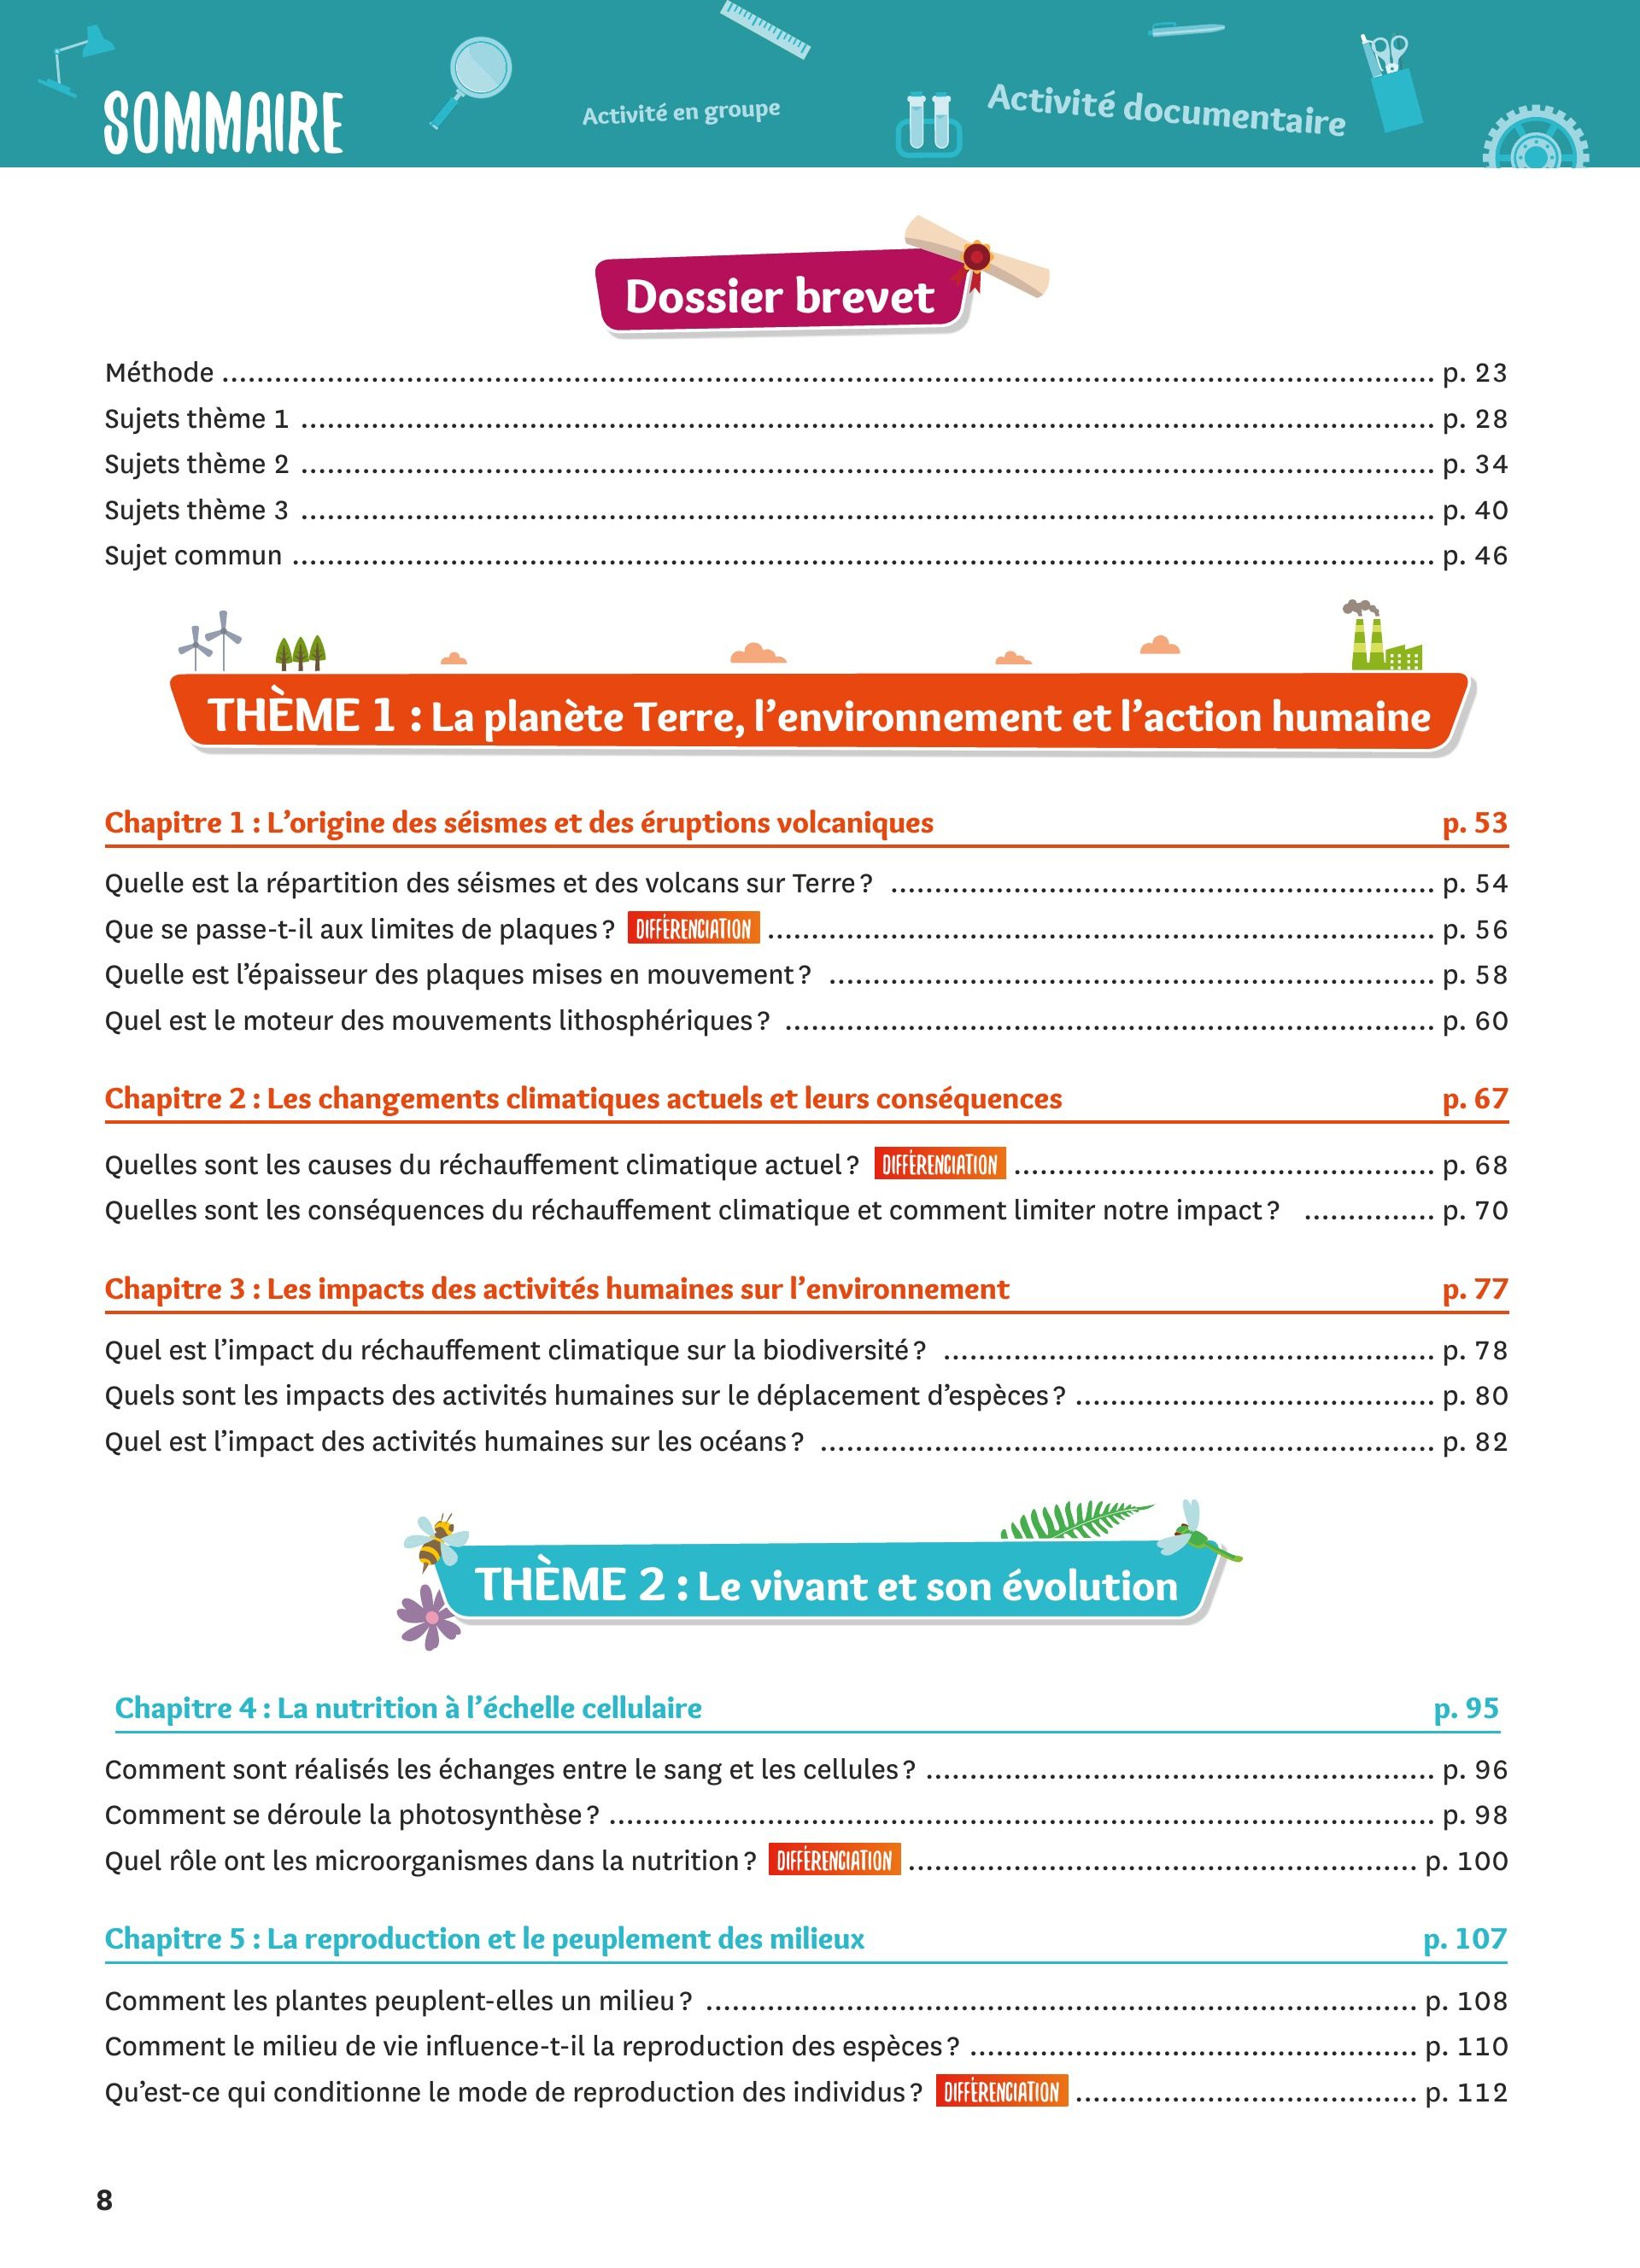 SOMMAIRE
Activité en groupe
Activité documentaire
Dossier brevet
Méthode ........ p. 23
Sujets thème 1 ........ p. 28
Sujets thème 2 ........ p. 34
Sujets thème 3 ........ p. 40
Sujet commun ........ p. 46
THÈME 1 : La planète Terre, l’environnement et l’action humaine
Chapitre 1 : L’origine des séismes et des éruptions volcaniques p. 53
Quelle est la répartition des séismes et des volcans sur Terre ? ........ p. 54
Que se passe-t-il aux limites de plaques ? DIFFÉRENCIATION ........ p. 56
Quelle est l’épaisseur des plaques mises en mouvement ? ........ p. 58
Quel est le moteur des mouvements lithosphériques ? ........ p. 60
Chapitre 2 : Les changements climatiques actuels et leurs conséquences p. 67
Quelles sont les causes du réchauffement climatique actuel ? DIFFÉRENCIATION ........ p. 68
Quelles sont les conséquences du réchauffement climatique et comment limiter notre impact ? ........ p. 70
Chapitre 3 : Les impacts des activités humaines sur l’environnement p. 77
Quel est l’impact du réchauffement climatique sur la biodiversité ? ........ p. 78
Quels sont les impacts des activités humaines sur le déplacement d’espèces ? ........ p. 80
Quel est l’impact des activités humaines sur les océans ? ........ p. 82
THÈME 2 : Le vivant et son évolution
Chapitre 4 : La nutrition à l’échelle cellulaire p. 95
Comment sont réalisés les échanges entre le sang et les cellules ? ........ p. 96
Comment se déroule la photosynthèse ? ........ p. 98
Quel rôle ont les microorganismes dans la nutrition ? DIFFÉRENCIATION ........ p. 100
Chapitre 5 : La reproduction et le peuplement des milieux p. 107
Comment les plantes peuplent-elles un milieu ? ........ p. 108
Comment le milieu de vie influence-t-il la reproduction des espèces ? ........ p. 110
Qu’est-ce qui conditionne le mode de reproduction des individus ? DIFFÉRENCIATION ........ p. 112
8